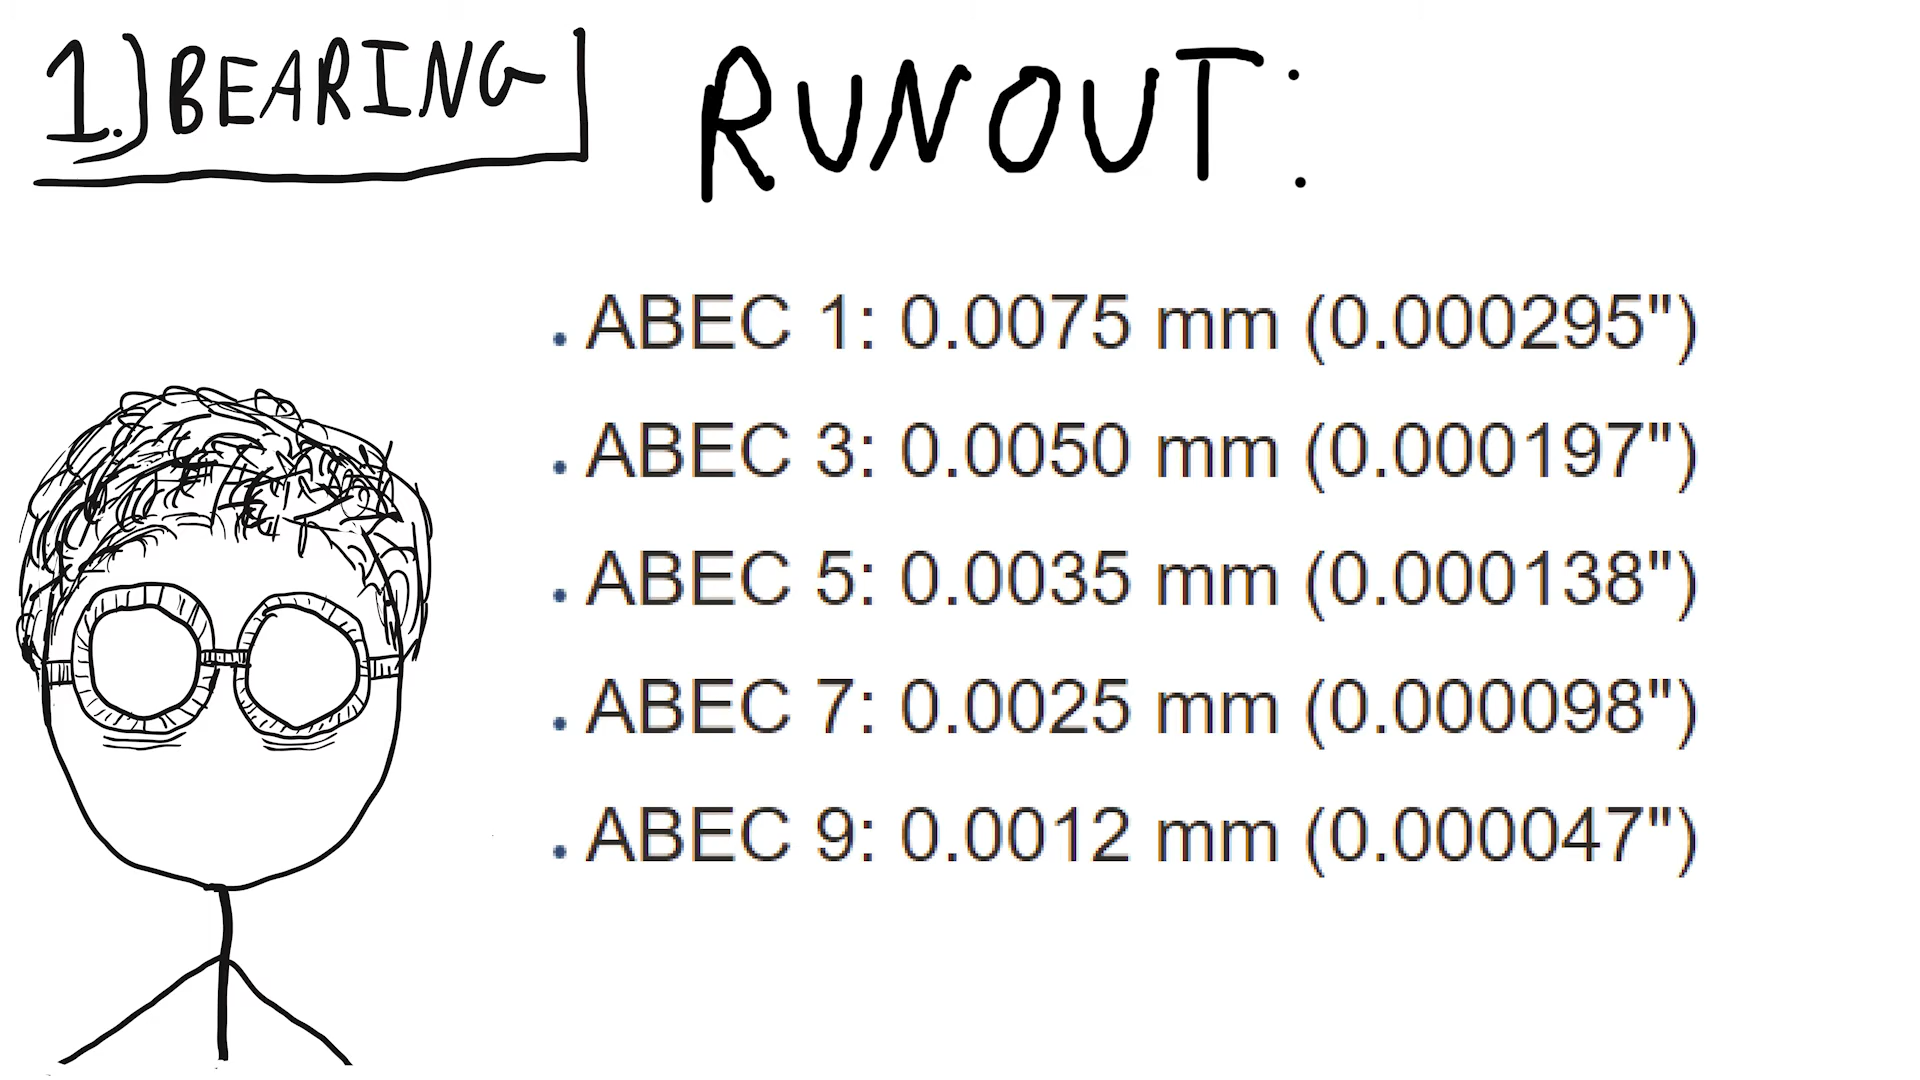 1.) BEARING
RUNOUT:
• ABEC 1: 0.0075 mm (0.000295")
• ABEC 3: 0.0050 mm (0.000197")
• ABEC 5: 0.0035 mm (0.000138")
• ABEC 7: 0.0025 mm (0.000098")
• ABEC 9: 0.0012 mm (0.000047")